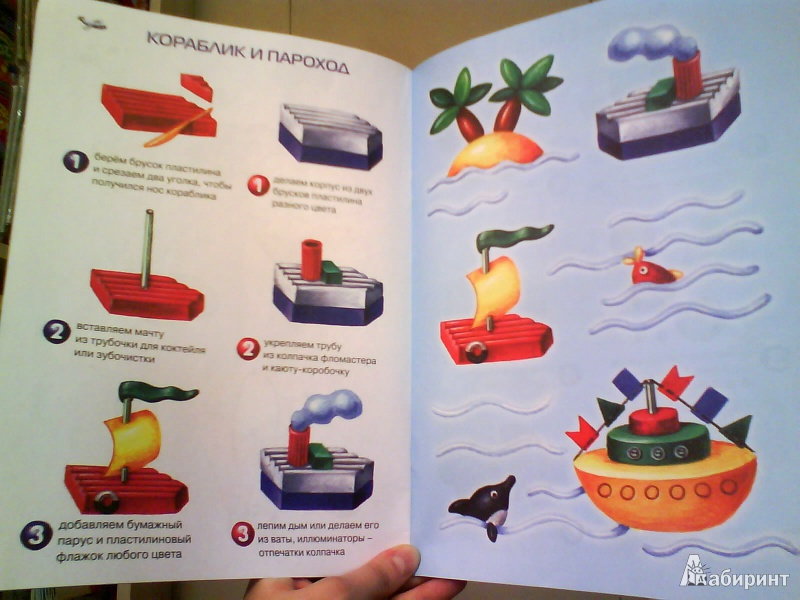 КОРАБЛИК И ПАРОХОД
1
берём брусок пластилина
и срезаем два уголка, чтобы
получился нос кораблика
1
делаем корпус из двух
брусков пластилина
разного цвета
2
вставляем мачту
из трубочки для коктейля
или зубочистки
2
укрепляем трубу
из колпачка фломастера
и каюту-коробочку
3
добавляем бумажный
парус и пластилиновый
флажок любого цвета
3
лепим дым или делаем его
из ваты, иллюминаторы –
отпечатки колпачка
Лабиринт